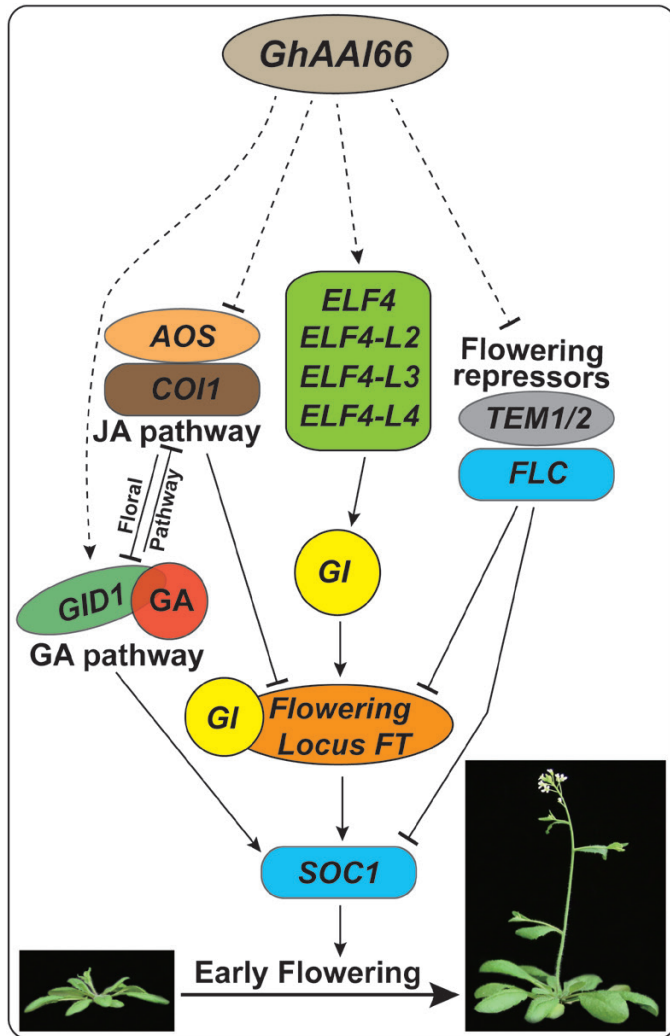 GhAAI66
AOS
COI1
JA pathway
ELF4
ELF4-L2
ELF4-L3
ELF4-L4
Flowering
repressors
TEM1/2
FLC
Floral
Pathway
GID1
GA
GA pathway
GI
GI
Flowering
Locus FT
SOC1
Early Flowering